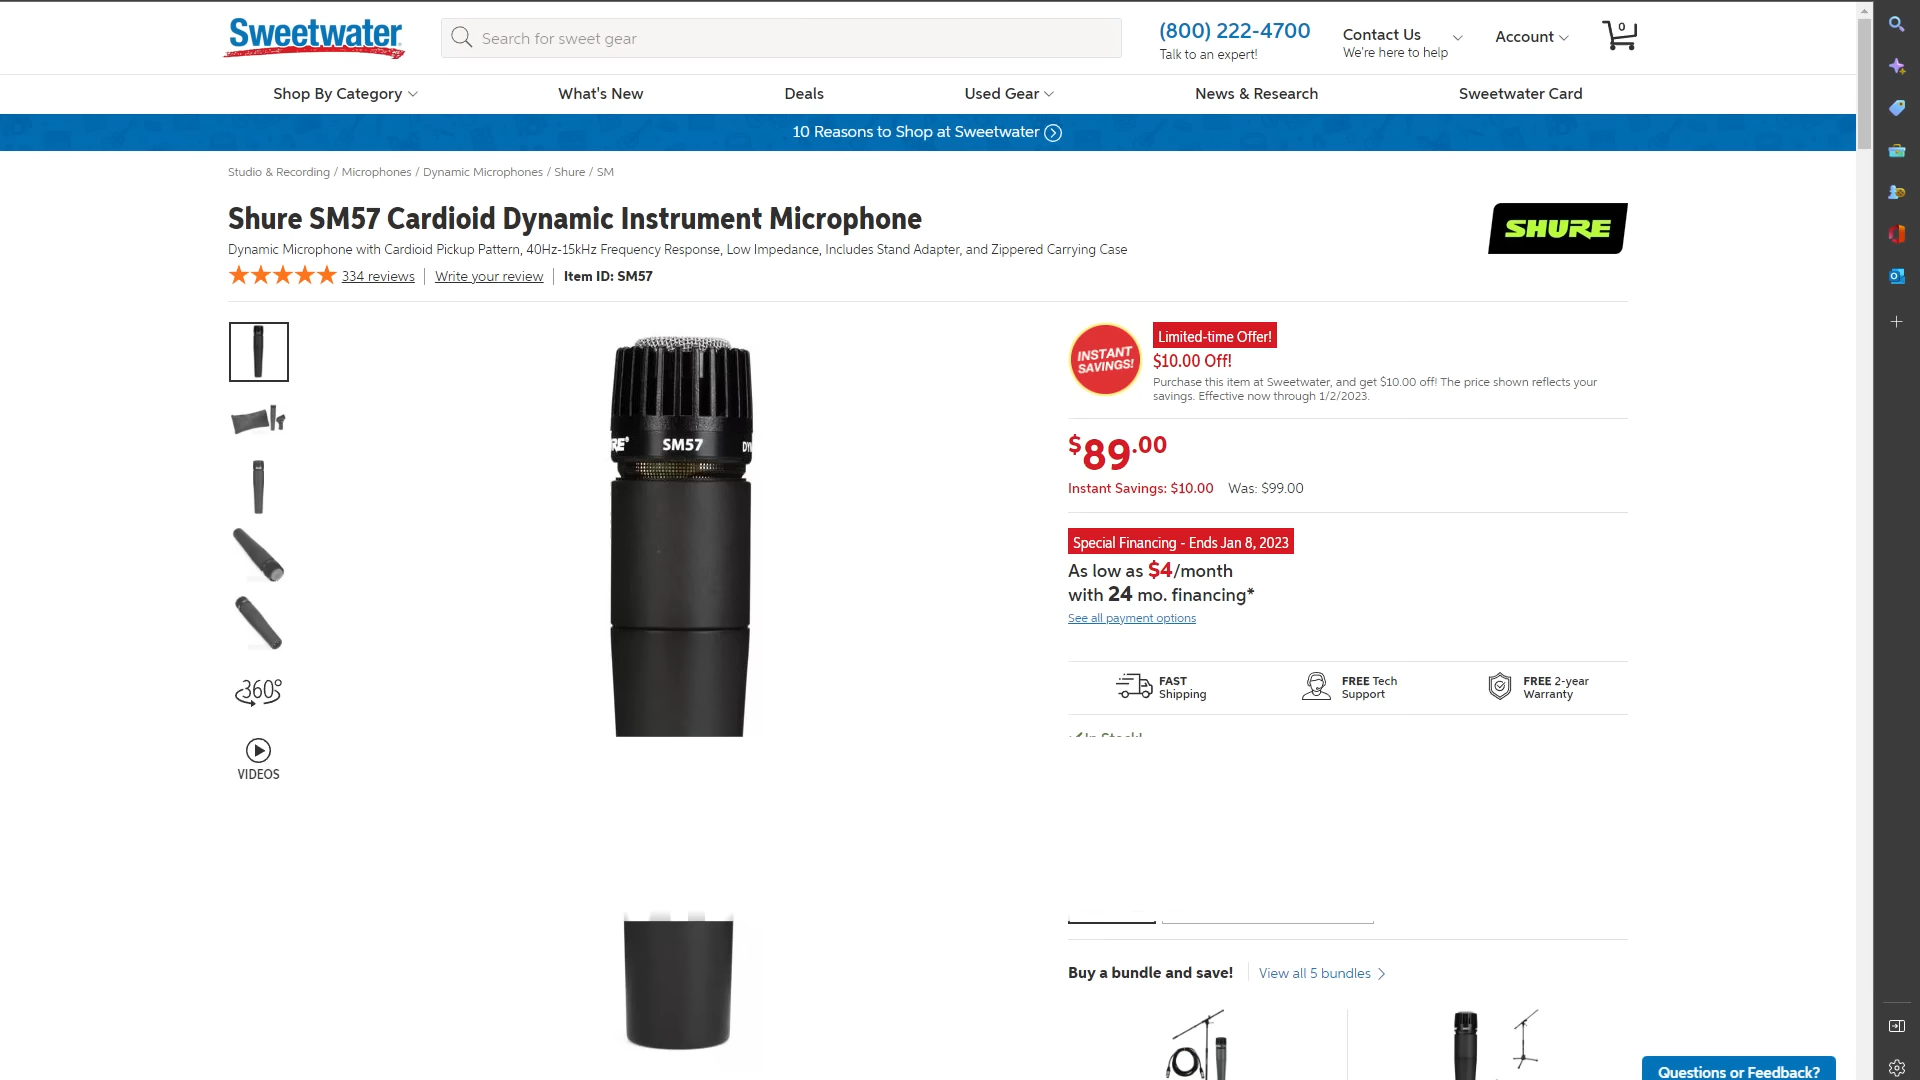 Sweetwater
Search for sweet gear
(800) 222-4700
Talk to an expert!
Contact Us
We're here to help
Account
0
Shop By Category
What's New
Deals
Used Gear
News & Research
Sweetwater Card
10 Reasons to Shop at Sweetwater
Studio & Recording / Microphones / Dynamic Microphones / Shure / SM
Shure SM57 Cardioid Dynamic Instrument Microphone
Dynamic Microphone with Cardioid Pickup Pattern, 40Hz-15kHz Frequency Response, Low Impedance, Includes Stand Adapter, and Zippered Carrying Case
334 reviews
Write your review
Item ID: SM57
SHURE
RE® SM57 DY
360°
VIDEOS
INSTANT
SAVINGS!
Limited-time Offer!
$10.00 Off!
Purchase this item at Sweetwater, and get $10.00 off! The price shown reflects your
savings. Effective now through 1/2/2023.
$89.00
Instant Savings: $10.00 Was: $99.00
Special Financing - Ends Jan 8, 2023
As low as $4/month
with 24 mo. financing*
See all payment options
FAST
Shipping
FREE Tech
Support
FREE 2-year
Warranty
In Stock!
Buy a bundle and save!
View all 5 bundles
Questions or Feedback?